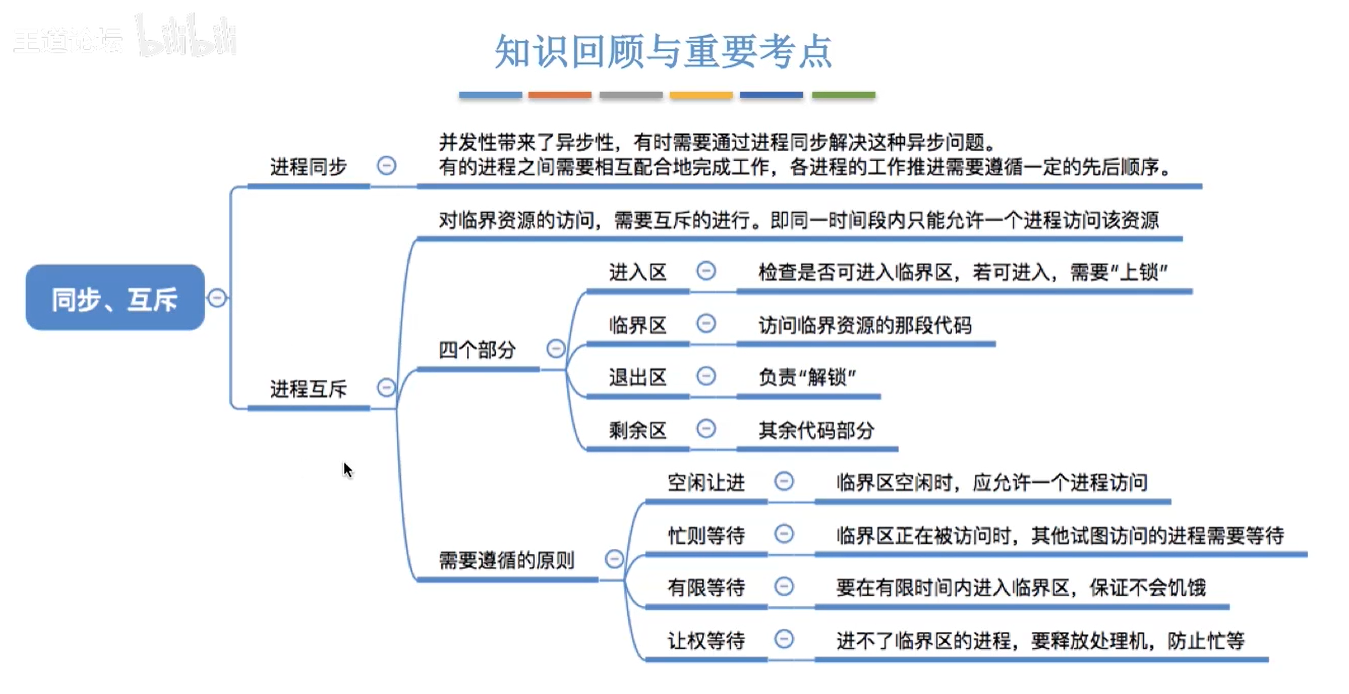 王道论坛 bilibili
知识回顾与重要考点
并发性带来了异步性，有时需要通过进程同步解决这种异步问题。
进程同步
有的进程之间需要相互配合地完成工作，各进程的工作推进需要遵循一定的先后顺序。
对临界资源的访问，需要互斥的进行。即同一时间段内只能允许一个进程访问该资源
进入区 检查是否可进入临界区，若可进入，需要“上锁”
同步、互斥
临界区 访问临界资源的那段代码
四个部分
退出区 负责“解锁”
进程互斥
剩余区 其余代码部分
空闲让进 临界区空闲时，应允许一个进程访问
忙则等待 临界区正在被访问时，其他试图访问的进程需要等待
需要遵循的原则
有限等待 要在有限时间内进入临界区，保证不会饥饿
让权等待 进不了临界区的进程，要释放处理机，防止忙等